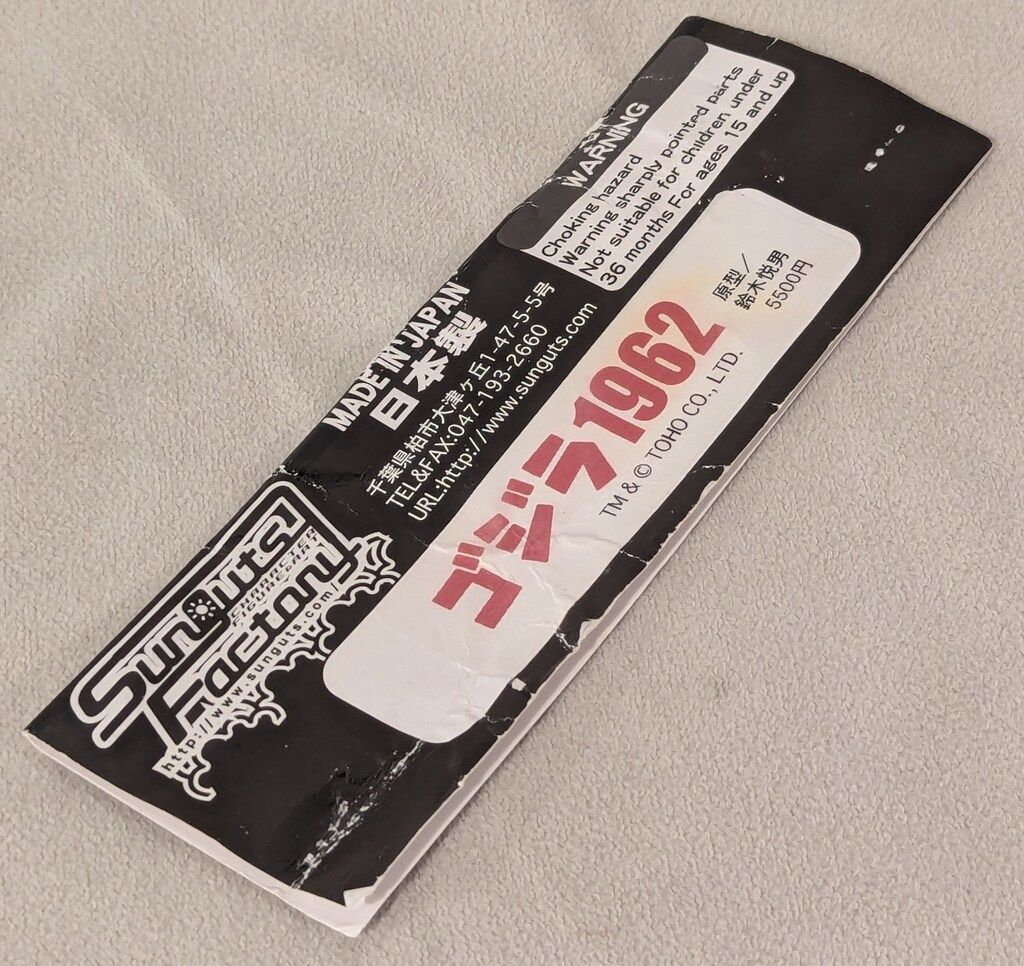 SunGuts
CHARACTER
FIGURECRAFT
Factory
http://www.sunguts.com/
MADE IN JAPAN
日本製
千葉県柏市大津ヶ丘1-47-5-5号
TEL&FAX:047-193-2660
URL:http://www.sunguts.com
WARNING
Choking hazard
Warning sharply pointed parts
Not suitable for children under
36 months For ages 15 and up
ゴジラ1962
TM & © TOHO CO., LTD.
原型/
鈴木悦男
5500円